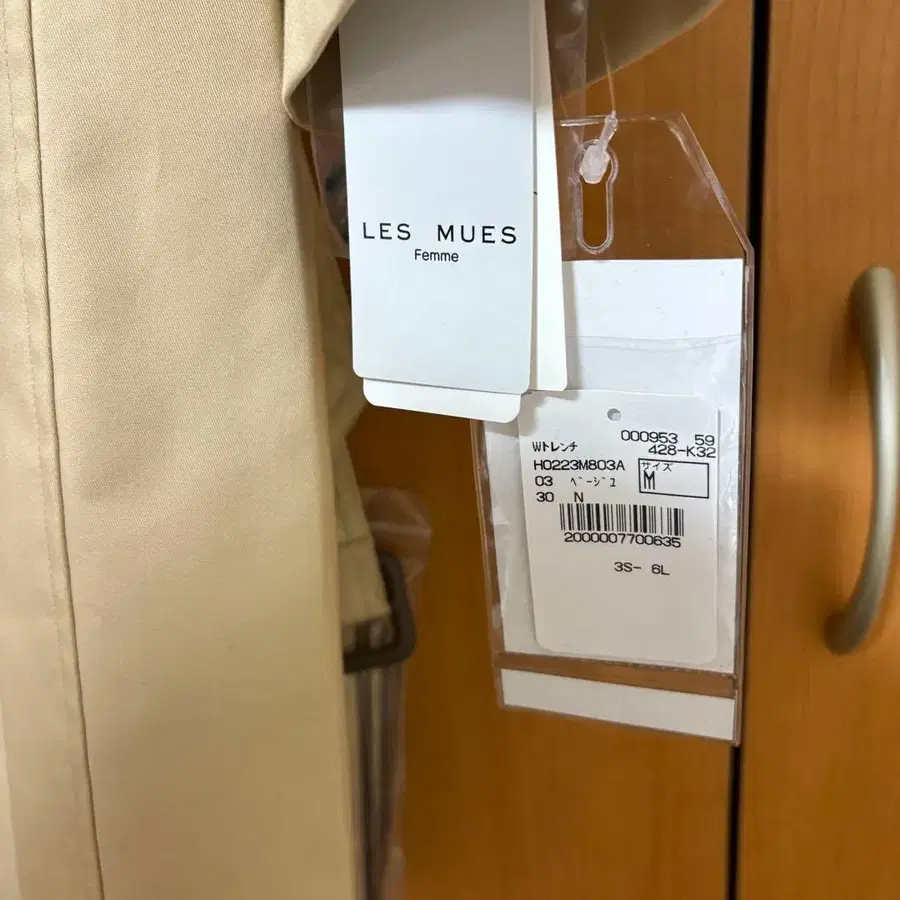 LES MUES
Femme
000953 59
Wトレンチ 428-K32
H0223M803A サイズ
03 ベージュ M
30 N
2000007700635
3S- 6L